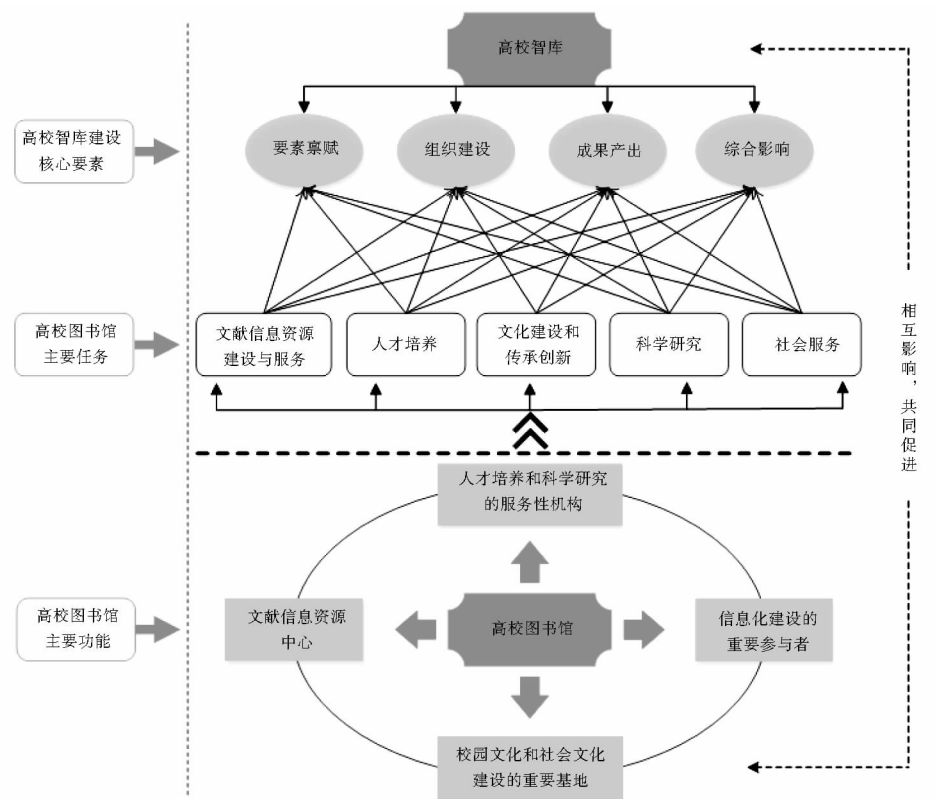 高校智库
高校智库建设
核心要素
要素禀赋
组织建设
成果产出
综合影响
高校图书馆
主要任务
文献信息资源
建设与服务
人才培养
文化建设和
传承创新
科学研究
社会服务
相互影响，共同促进
人才培养和科学研究
的服务性机构
高校图书馆
主要功能
文献信息资源
中心
高校图书馆
信息化建设的
重要参与者
校园文化和社会文化
建设的重要基地